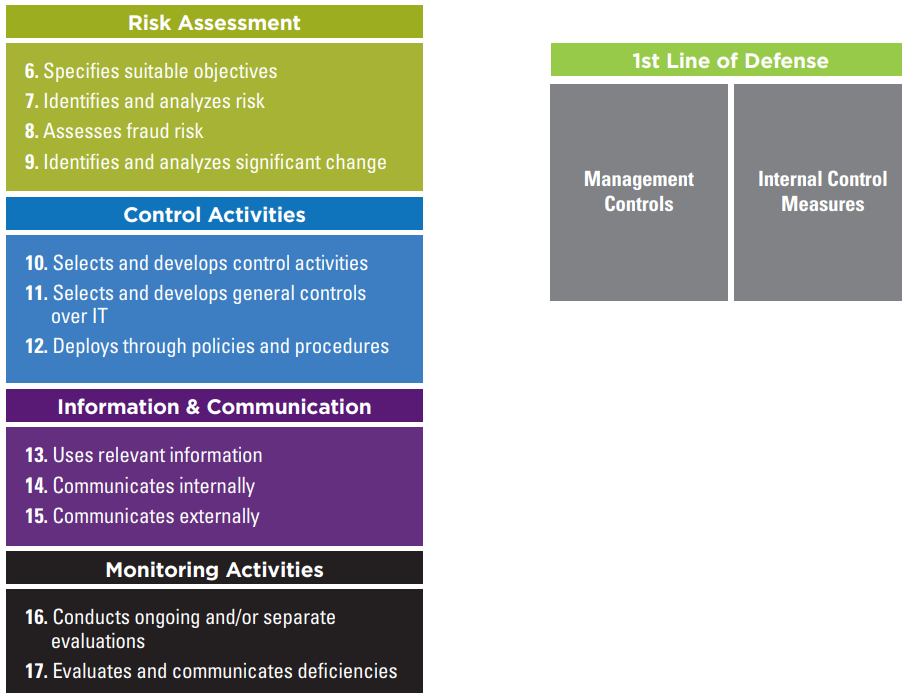 Risk Assessment
6. Specifies suitable objectives
7. Identifies and analyzes risk
8. Assesses fraud risk
9. Identifies and analyzes significant change
Control Activities
10. Selects and develops control activities
11. Selects and develops general controls
over IT
12. Deploys through policies and procedures
Information & Communication
13. Uses relevant information
14. Communicates internally
15. Communicates externally
Monitoring Activities
16. Conducts ongoing and/or separate
evaluations
17. Evaluates and communicates deficiencies
1st Line of Defense
Management
Controls
Internal Control
Measures